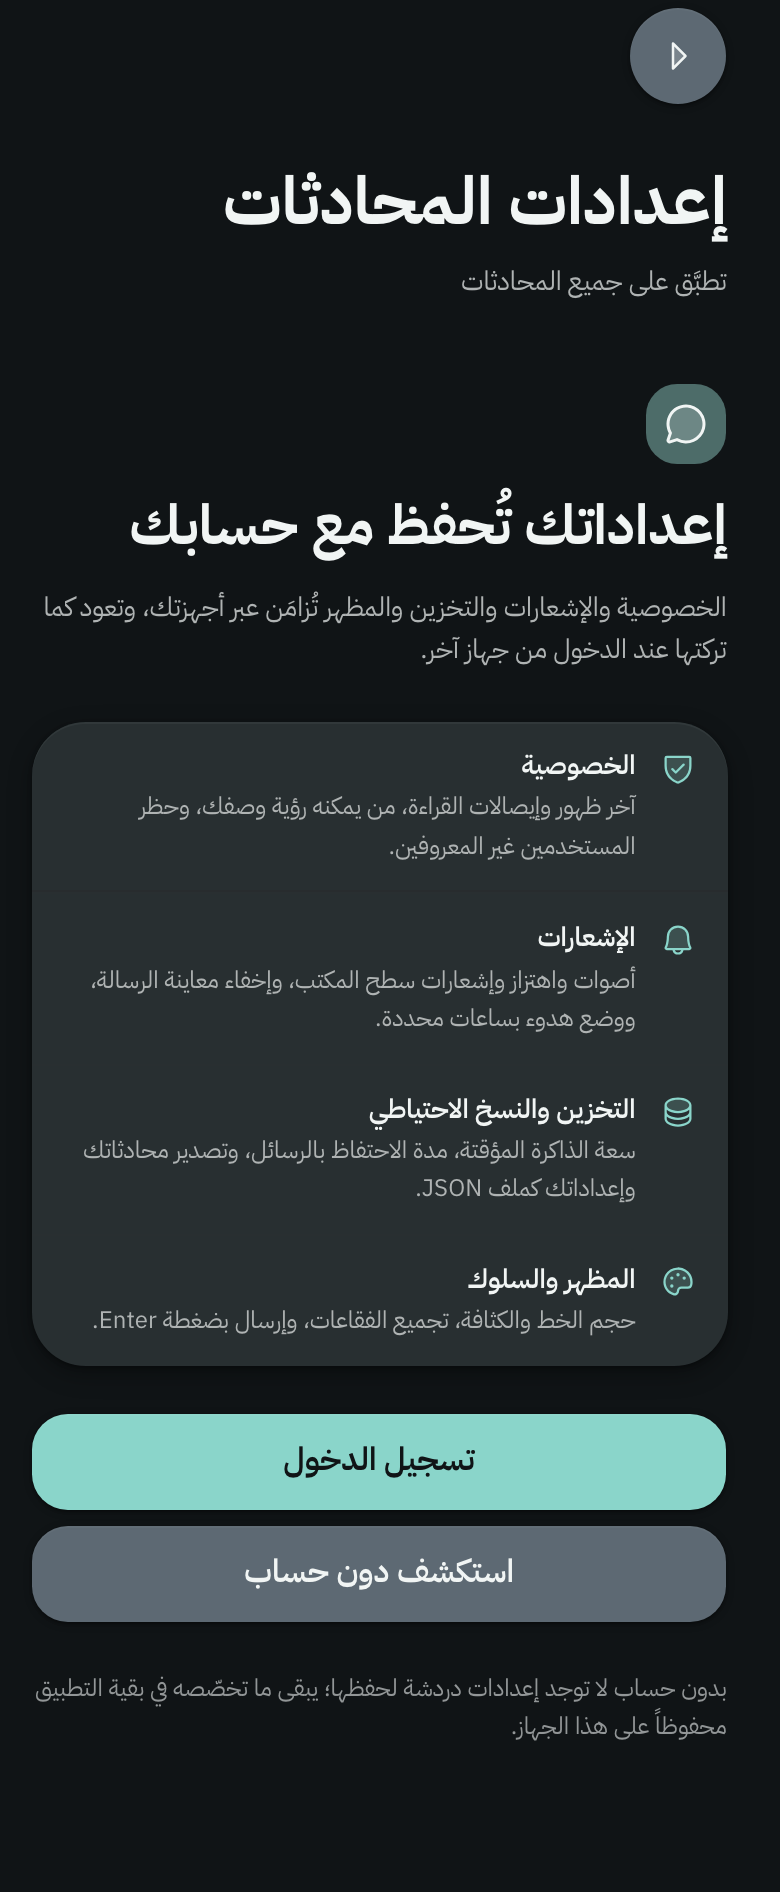 إعدادات المحادثات
تطبَّق على جميع المحادثات
إعداداتك تُحفظ مع حسابك
الخصوصية والإشعارات والتخزين والمظهر تُزامَن عبر أجهزتك، وتعود كما
تركتها عند الدخول من جهاز آخر.
الخصوصية
آخر ظهور وإيصالات القراءة، من يمكنه رؤية وصفك، وحظر
المستخدمين غير المعروفين.
الإشعارات
أصوات واهتزاز وإشعارات سطح المكتب، وإخفاء معاينة الرسالة،
ووضع هدوء بساعات محددة.
التخزين والنسخ الاحتياطي
سعة الذاكرة المؤقتة، مدة الاحتفاظ بالرسائل، وتصدير محادثاتك
وإعداداتك كملف JSON.
المظهر والسلوك
حجم الخط والكثافة، تجميع الفقاعات، وإرسال بضغطة Enter.
تسجيل الدخول
استكشف دون حساب
بدون حساب لا توجد إعدادات دردشة لحفظها؛ يبقى ما تخصّصه في بقية التطبيق
محفوظاً على هذا الجهاز.